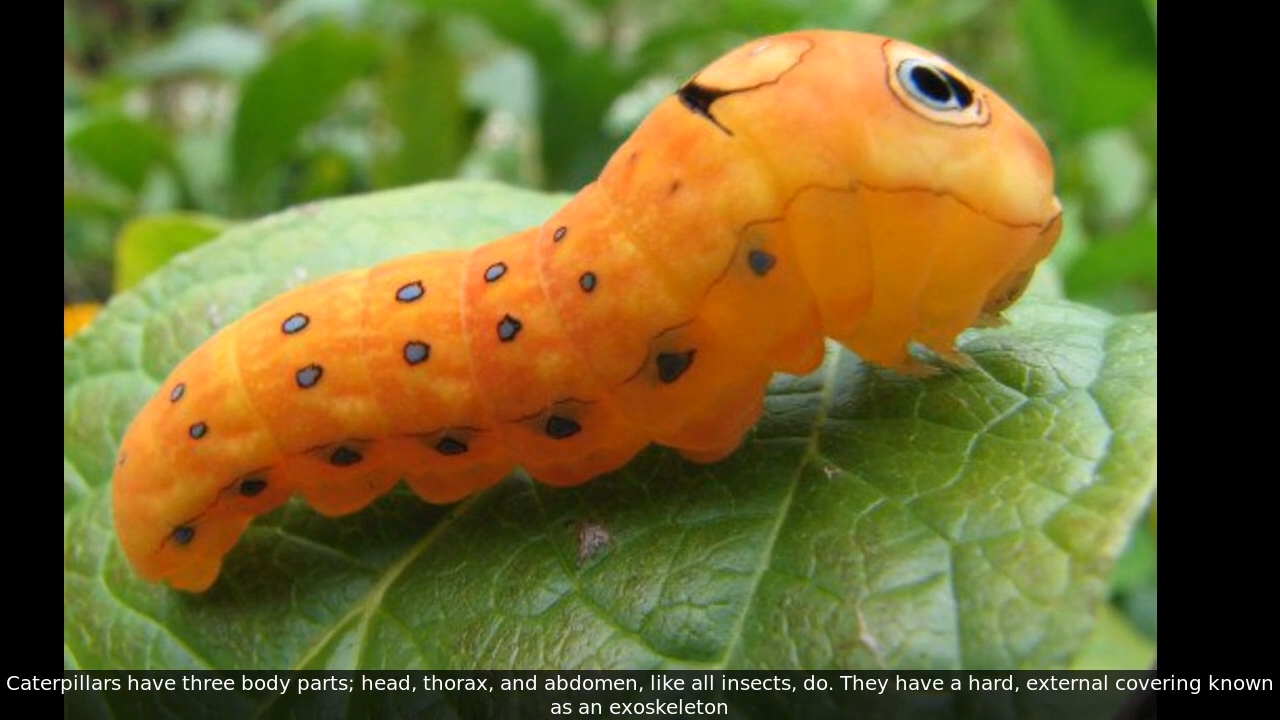 Caterpillars have three body parts; head, thorax, and abdomen, like all insects, do. They have a hard, external covering known
as an exoskeleton